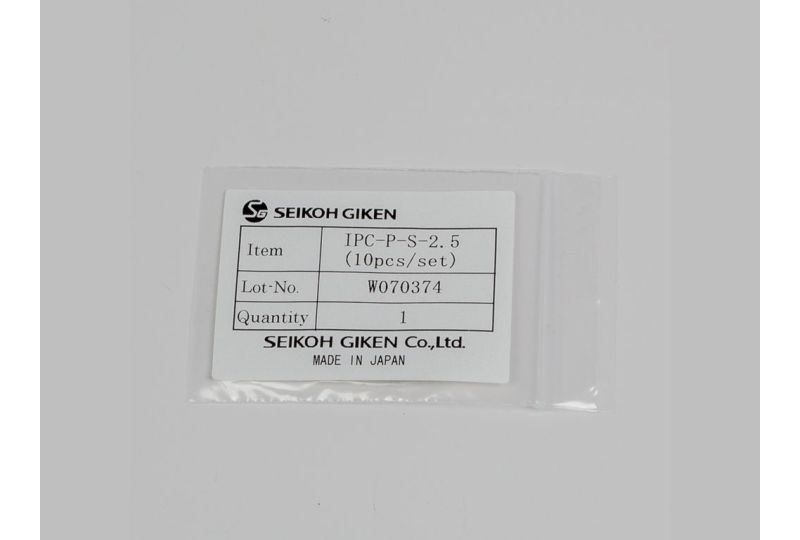 SG SEIKOH GIKEN
Item IPC-P-S-2.5
(10pcs/set)
Lot-No. W070374
Quantity 1
SEIKOH GIKEN Co.,Ltd.
MADE IN JAPAN